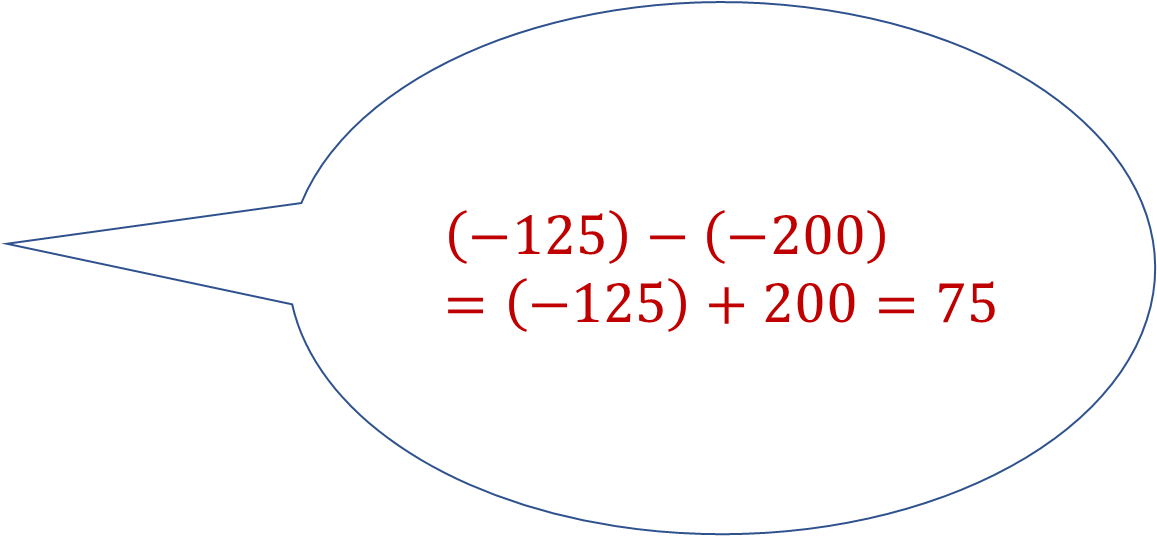 (−125) − (−200)
= (−125) + 200 = 75